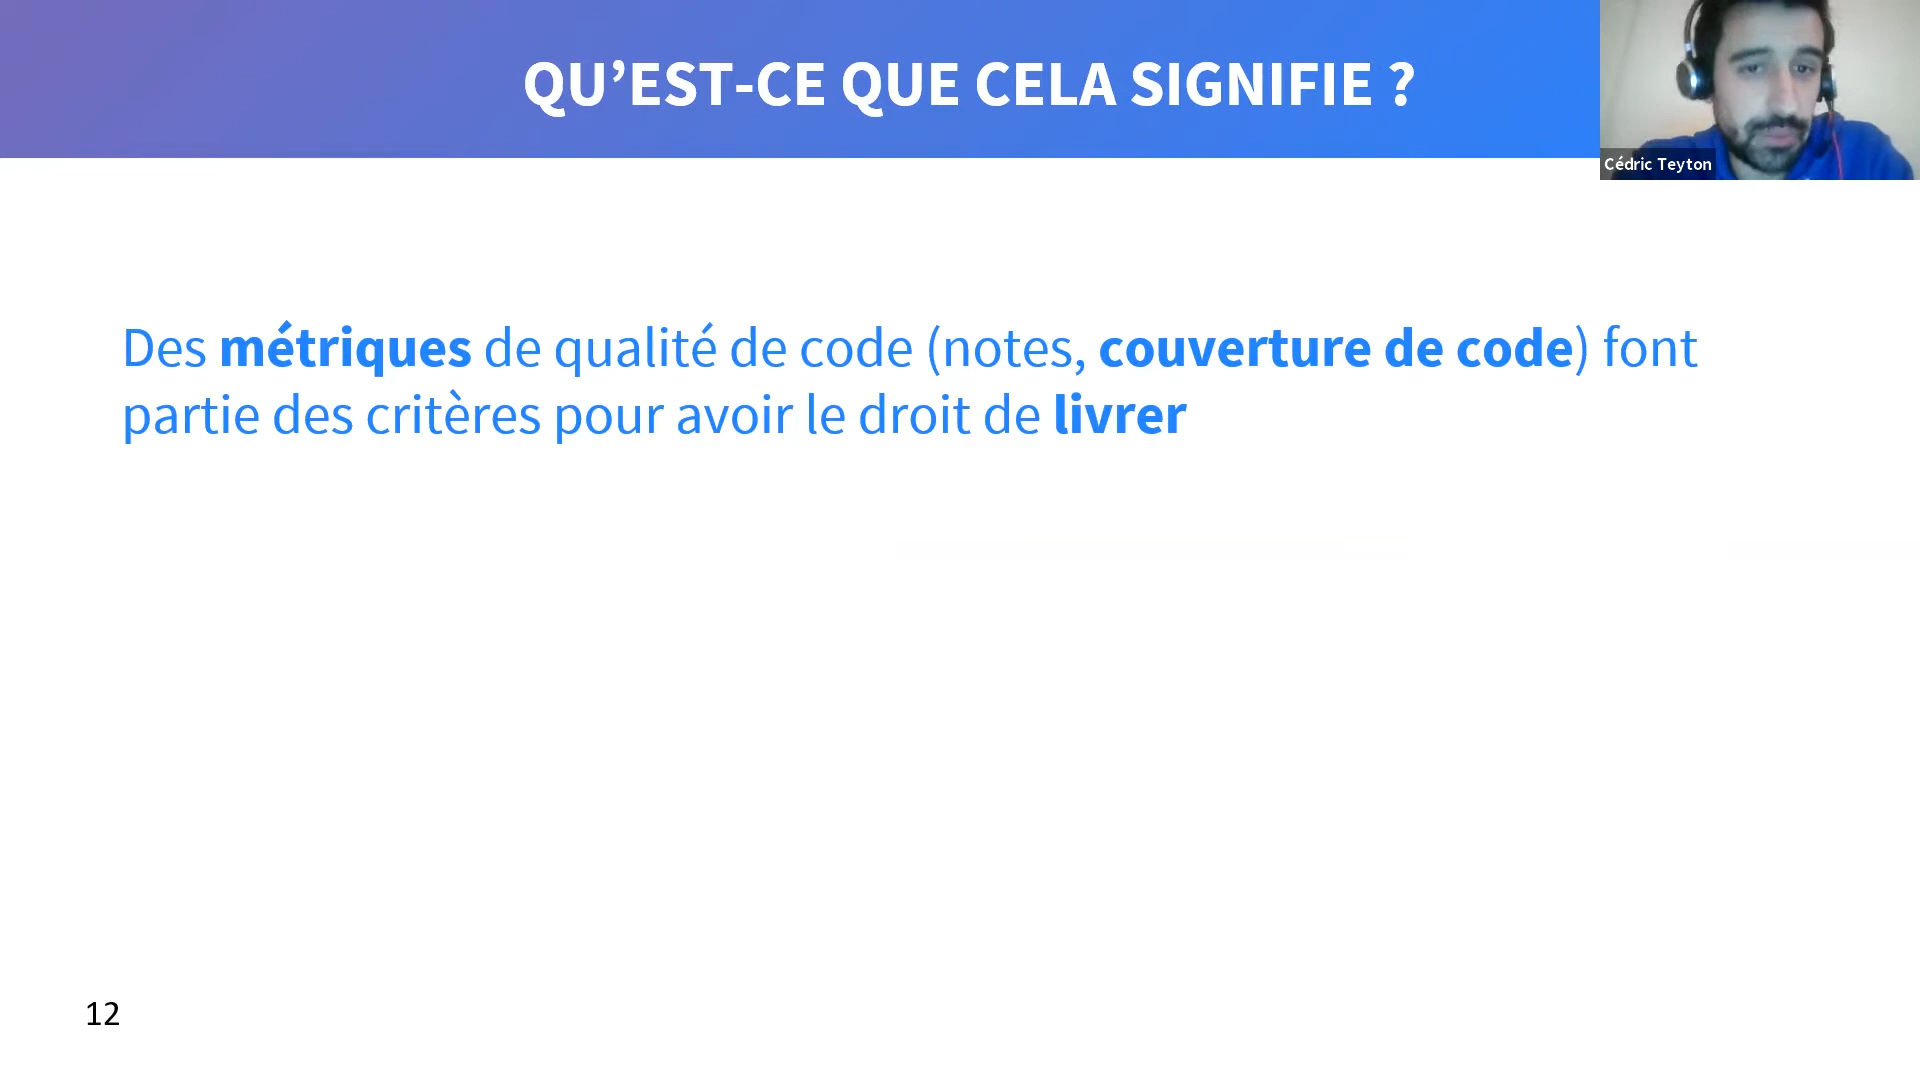 QU’EST-CE QUE CELA SIGNIFIE ?
Cédric Teyton
Des métriques de qualité de code (notes, couverture de code) font
partie des critères pour avoir le droit de livrer
12